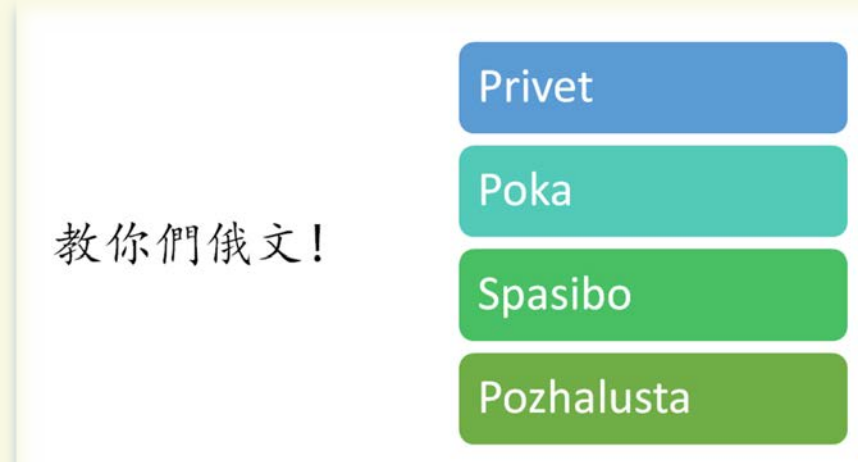 教你們俄文!
Privet
Poka
Spasibo
Pozhalusta